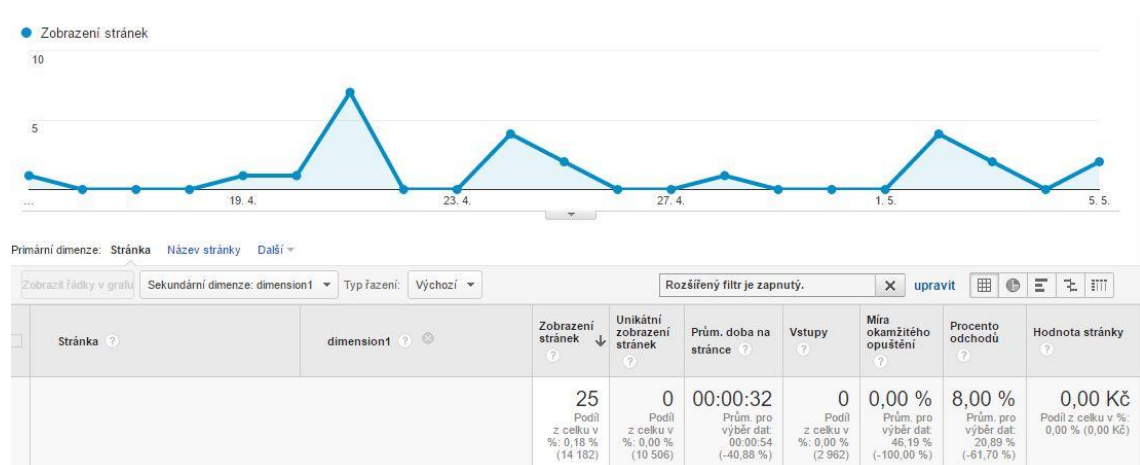 Zobrazení stránek
10
5
... 19. 4. 23. 4. 27. 4. 1. 5. 5. 5.
Primární dimenze: Stránka Název stránky Další
Zobrazit řádky v grafu Sekundární dimenze: dimension1 Typ řazení: Výchozí Rozšířený filtr je zapnutý. upravit
Stránka ? dimension1 ? Zobrazení stránek ? Unikátní zobrazení stránek ? Prům. doba na stránce ? Vstupy ? Míra okamžitého opuštění ? Procento odchodů ? Hodnota stránky ?
25
Podíl
z celku v
%: 0,18 %
(14 182)
0
Podíl
z celku v
%: 0,00 %
(10 506)
00:00:32
Prům. pro
výběr dat:
00:00:54
(-40,88 %)
0
Podíl
z celku v
%: 0,00 %
(2 962)
0,00 %
Prům. pro
výběr dat:
46,19 %
(-100,00 %)
8,00 %
Prům. pro
výběr dat:
20,89 %
(-61,70 %)
0,00 Kč
Podíl z celku v %:
0,00 % (0,00 Kč)